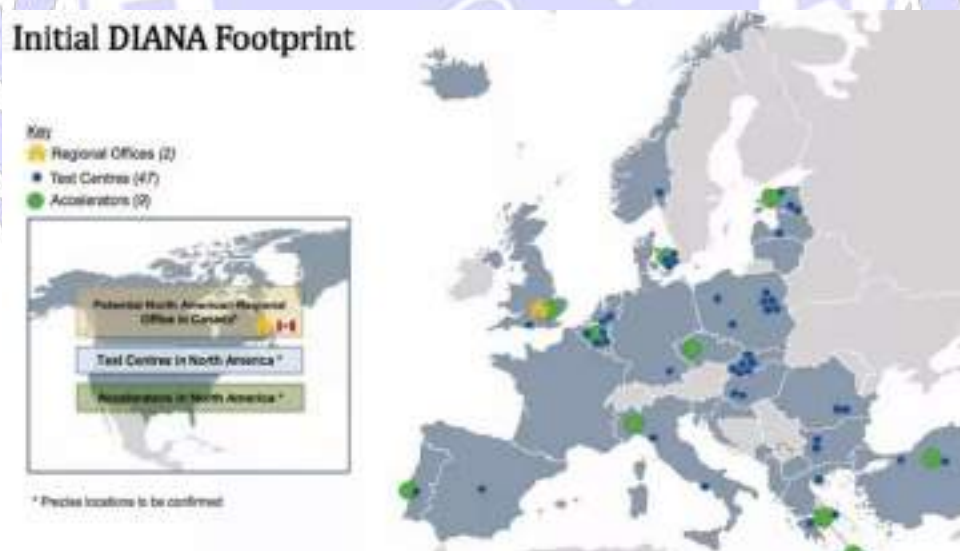 Initial DIANA Footprint
Key
Regional Offices (2)
Test Centres (47)
Accelerators (9)
Potential North American Regional
Office in Canada*
Test Centres in North America *
Accelerators in North America *
* Precise locations to be confirmed